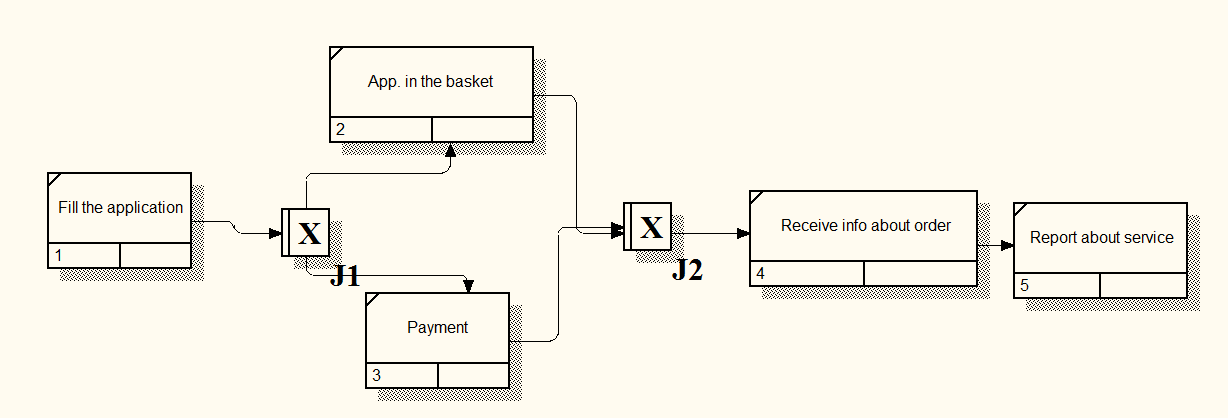 App. in the basket
2
Fill the application
1
X
J1
Payment
3
X
J2
Receive info about order
4
Report about service
5